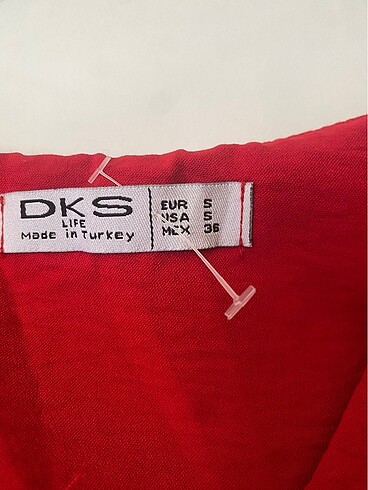 DKS
LIFE
Made in Turkey
EUR S
USA S
MEX 36